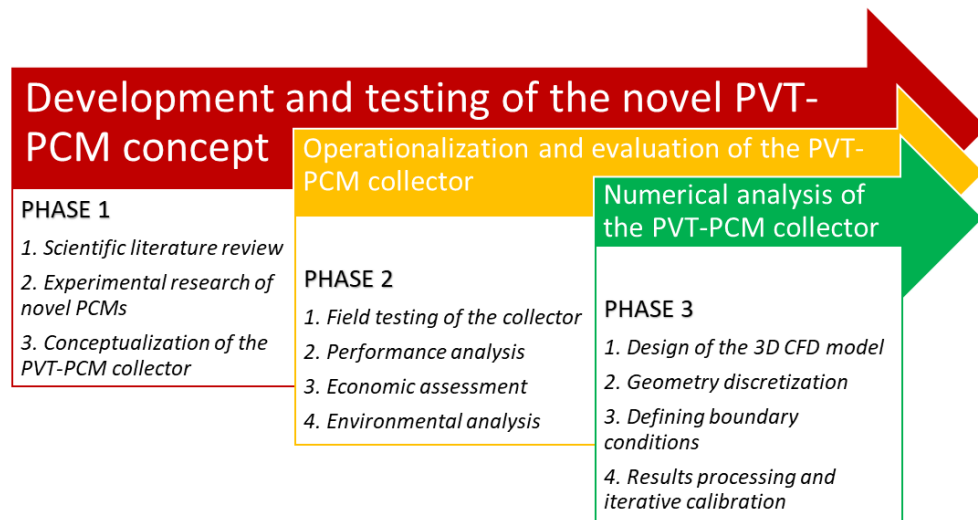 Development and testing of the novel PVT-
PCM concept
PHASE 1
1. Scientific literature review
2. Experimental research of
novel PCMs
3. Conceptualization of the
PVT-PCM collector
Operationalization and evaluation of the PVT-
PCM collector
PHASE 2
1. Field testing of the collector
2. Performance analysis
3. Economic assessment
4. Environmental analysis
Numerical analysis of
the PVT-PCM collector
PHASE 3
1. Design of the 3D CFD model
2. Geometry discretization
3. Defining boundary
conditions
4. Results processing and
iterative calibration